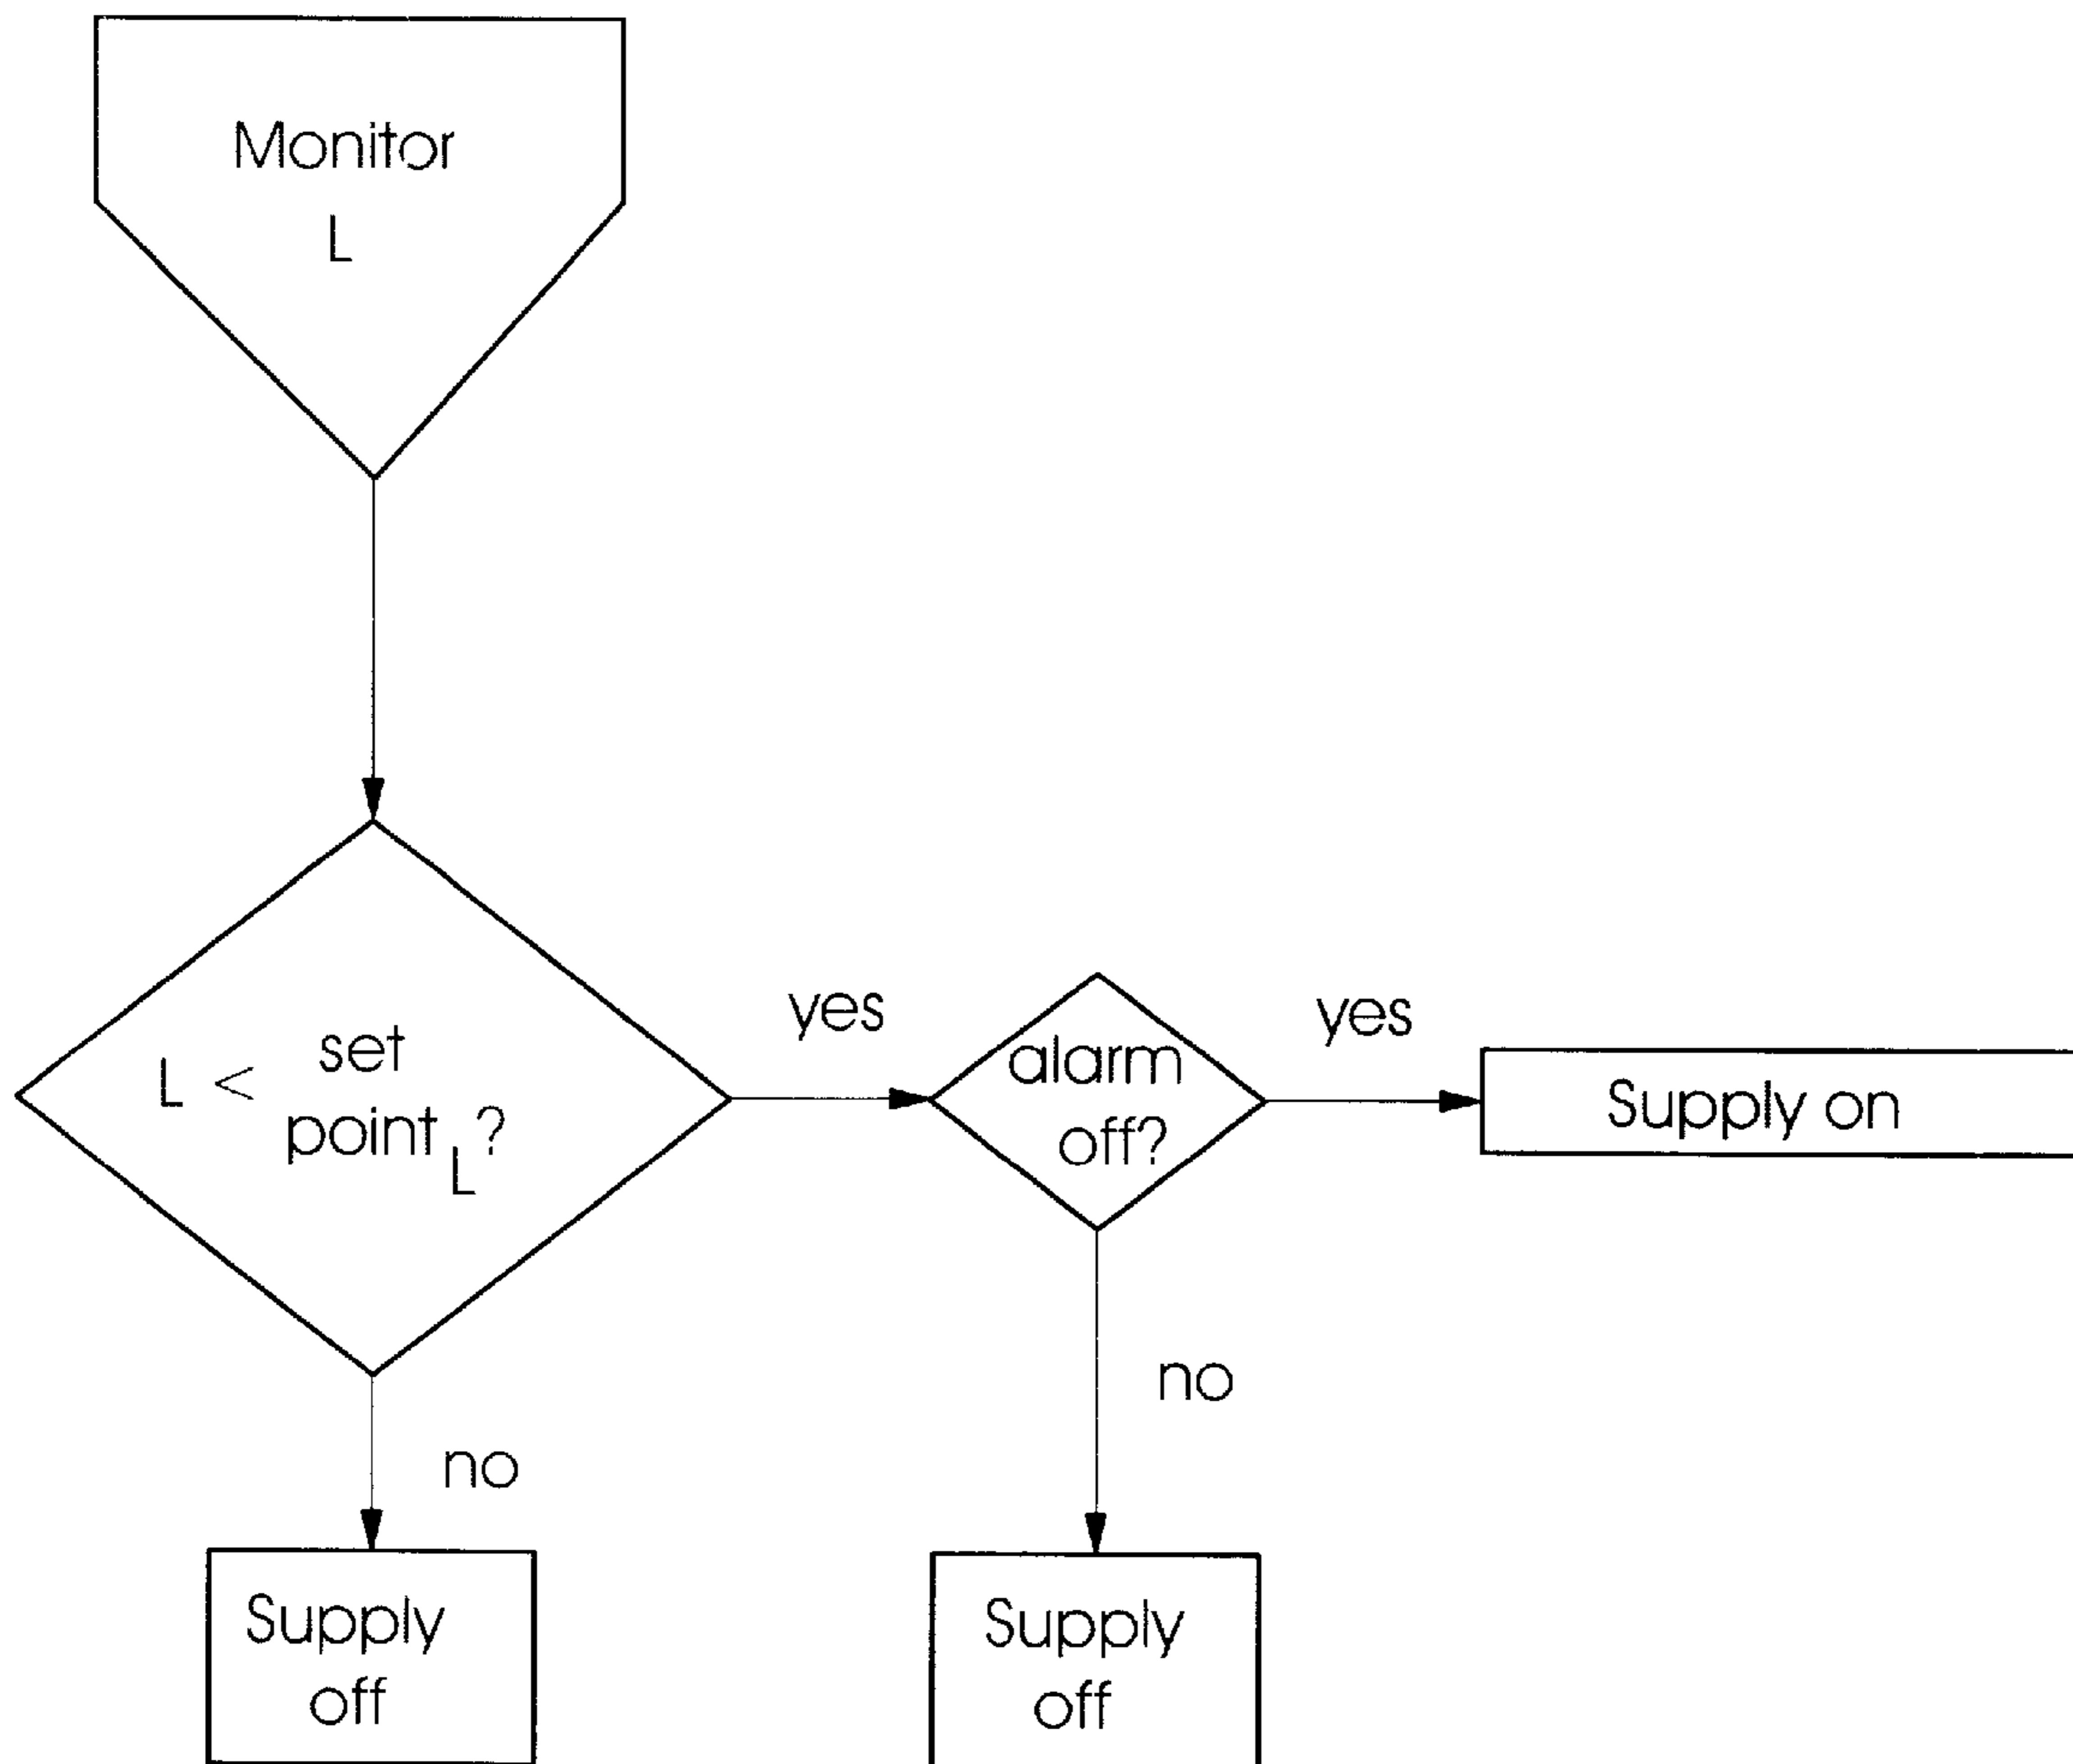 Monitor
L
L < set
point L ?
yes
alarm
off?
yes
Supply on
no
no
Supply
off
Supply
off